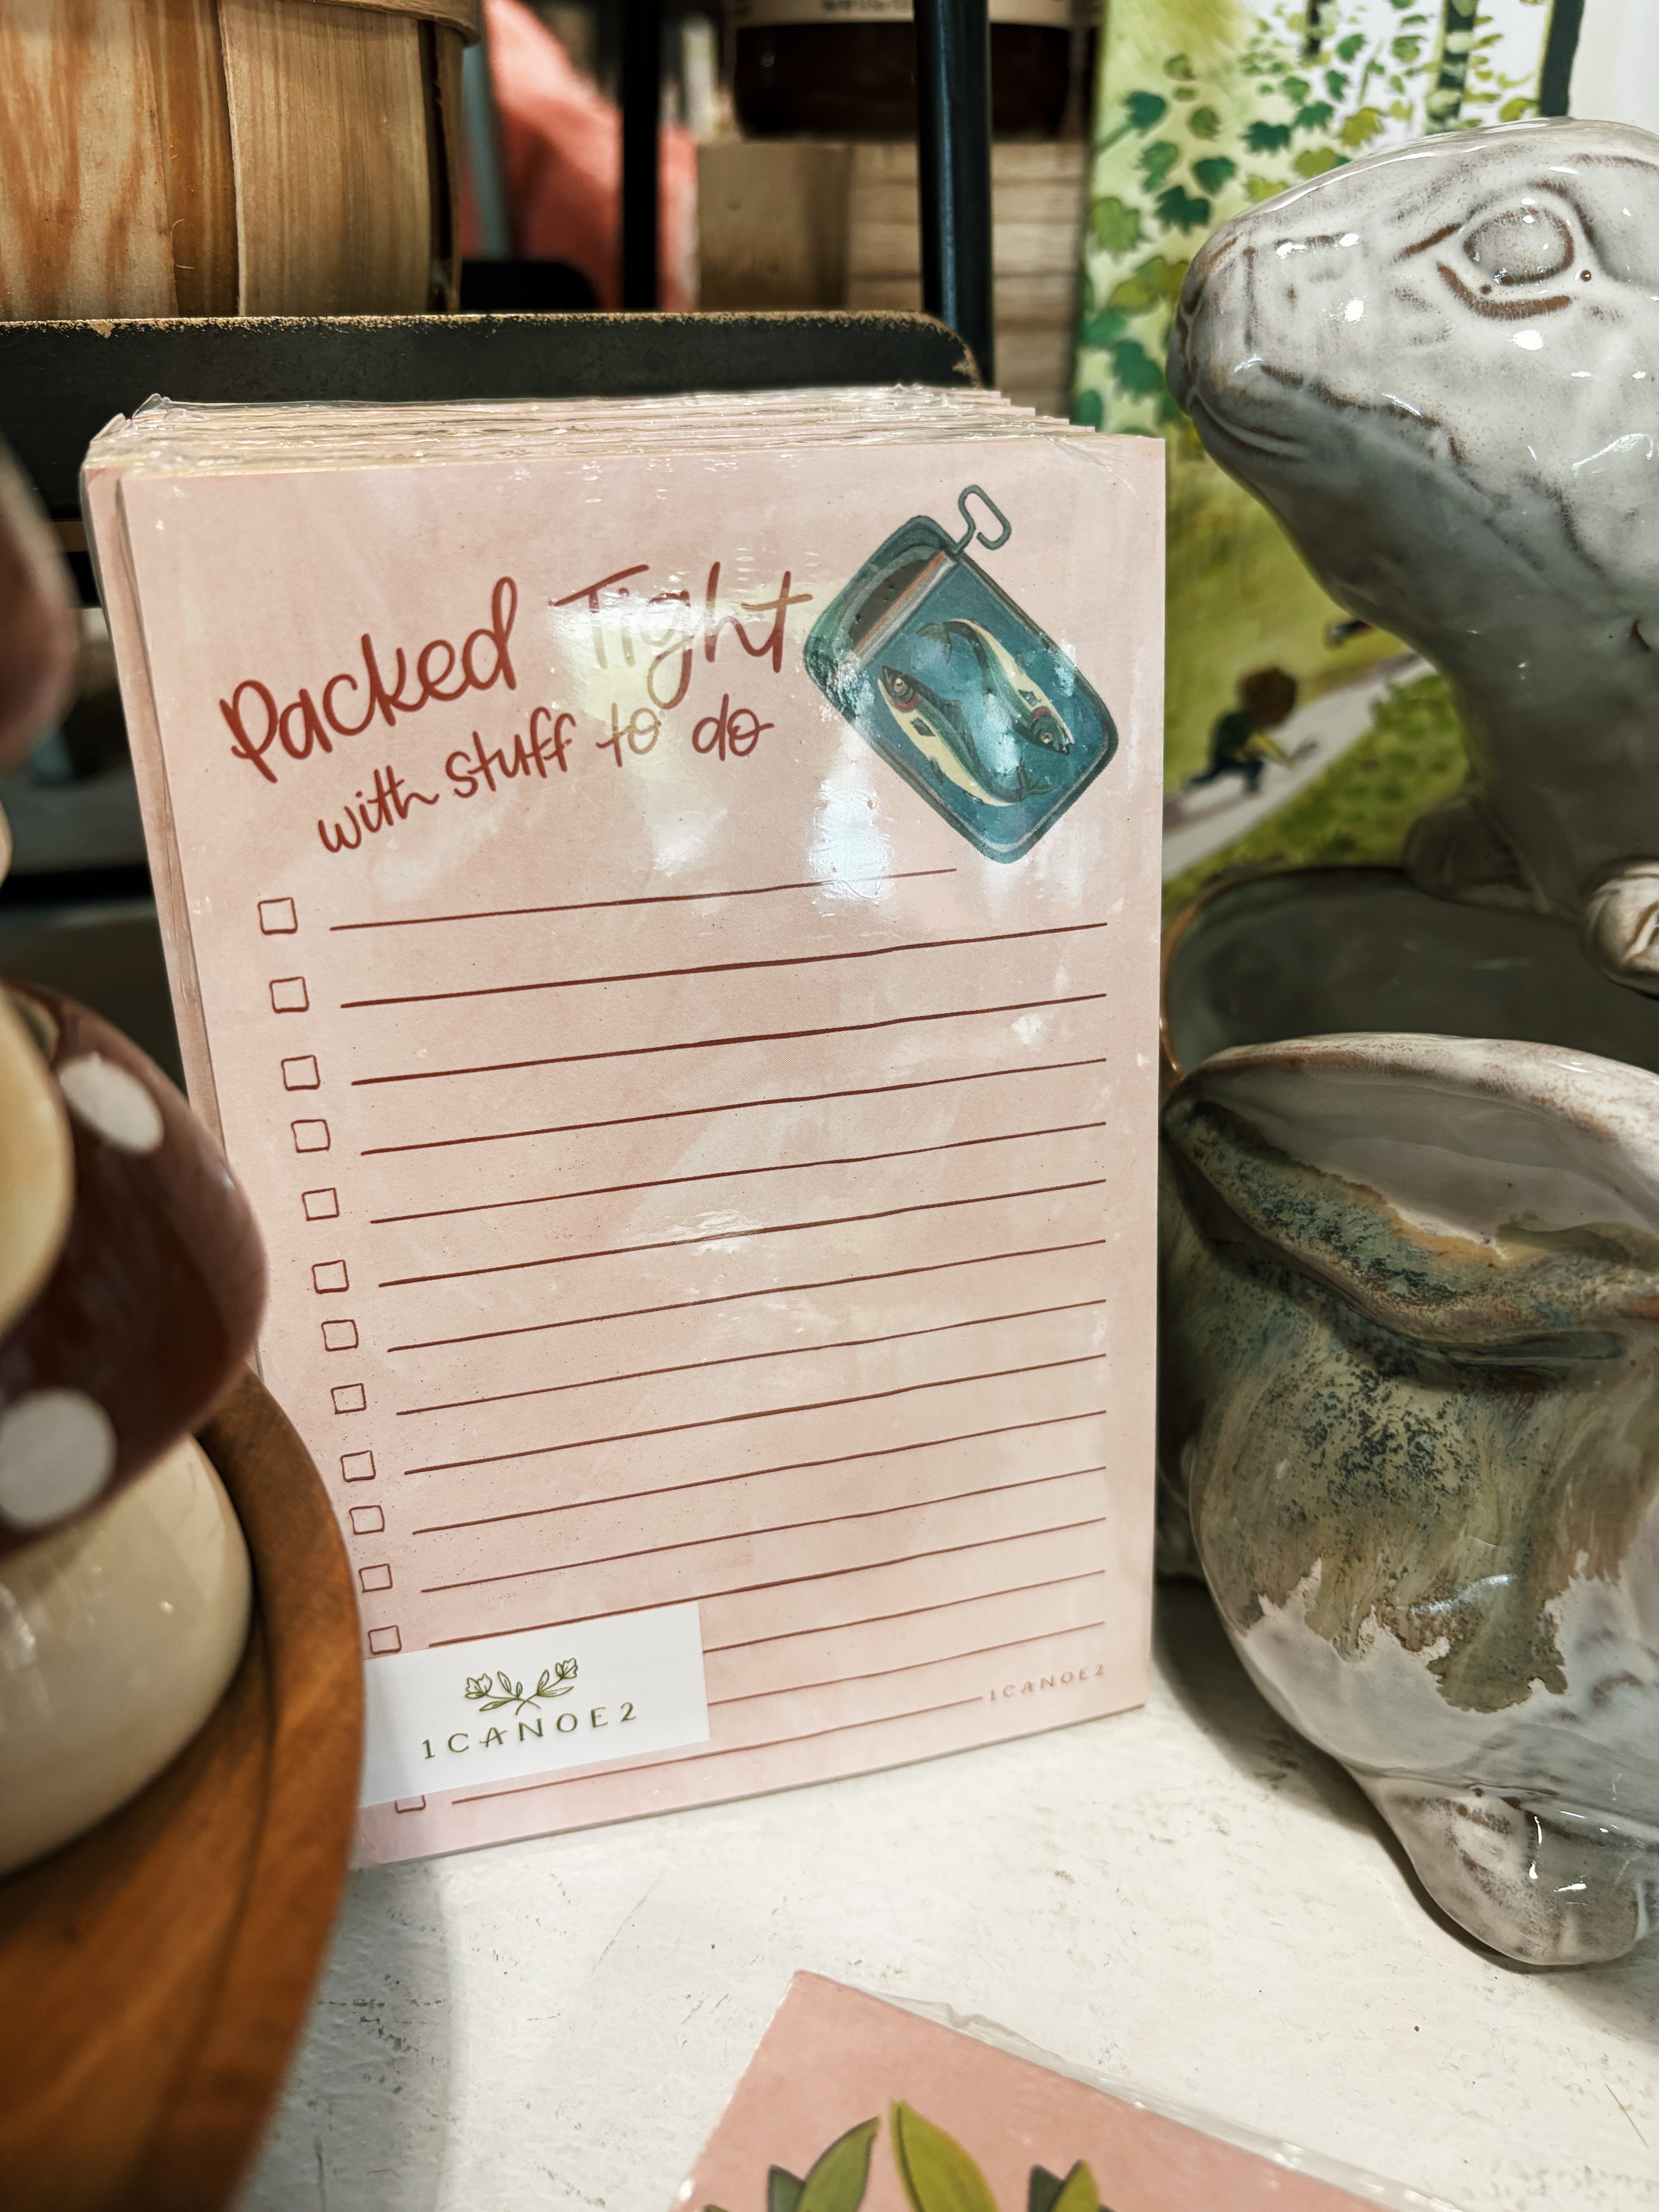 Packed Tight
with stuff to do
1CANOE2
1CANOE2